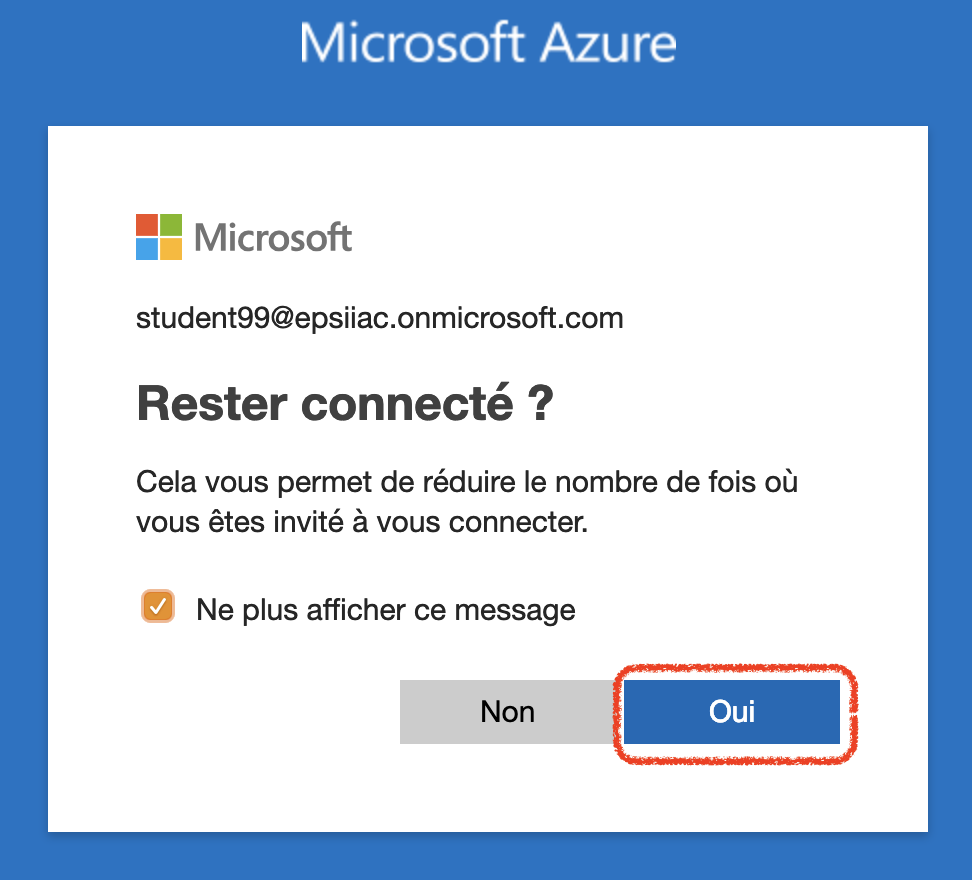 Microsoft Azure
Microsoft
student99@epsiiac.onmicrosoft.com
Rester connecté ?
Cela vous permet de réduire le nombre de fois où
vous êtes invité à vous connecter.
Ne plus afficher ce message
Non
Oui